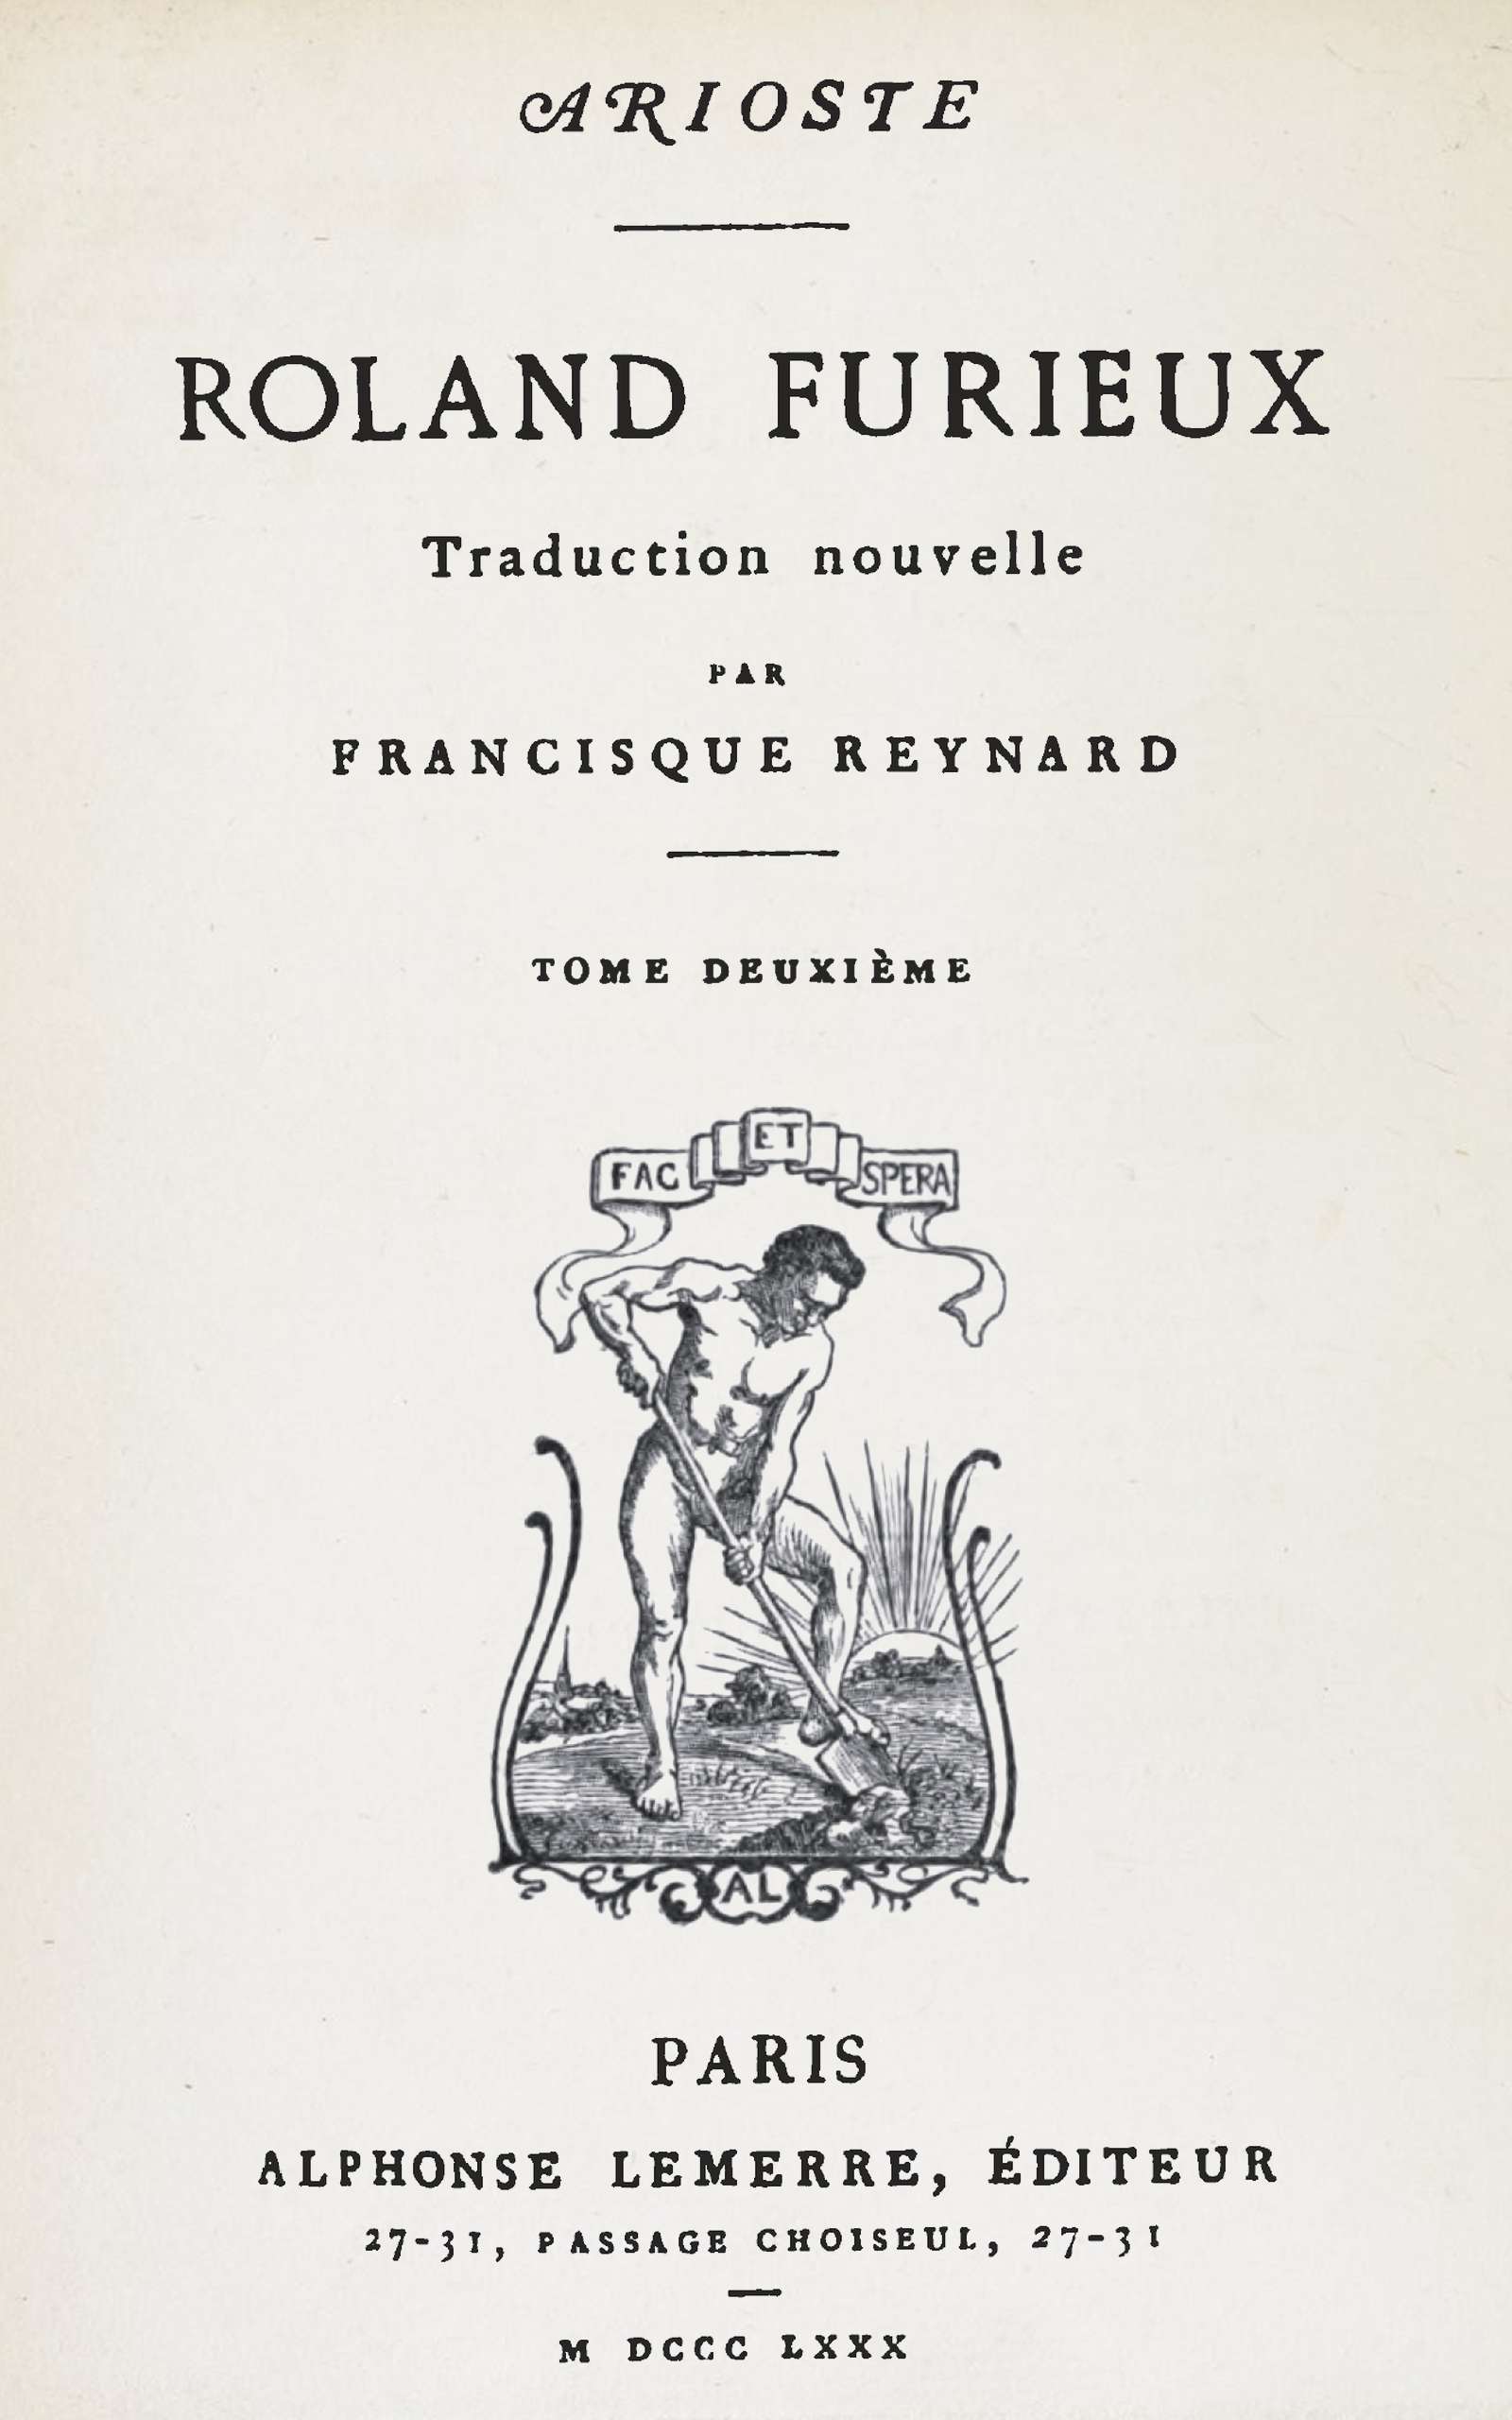 ARIOSTE
ROLAND FURIEUX
Traduction nouvelle
PAR
FRANCISQUE REYNARD
TOME DEUXIÈME
FAC ET SPERA
AL
PARIS
ALPHONSE LEMERRE, ÉDITEUR
27-31, PASSAGE CHOISEUL, 27-31
M DCCC LXXX